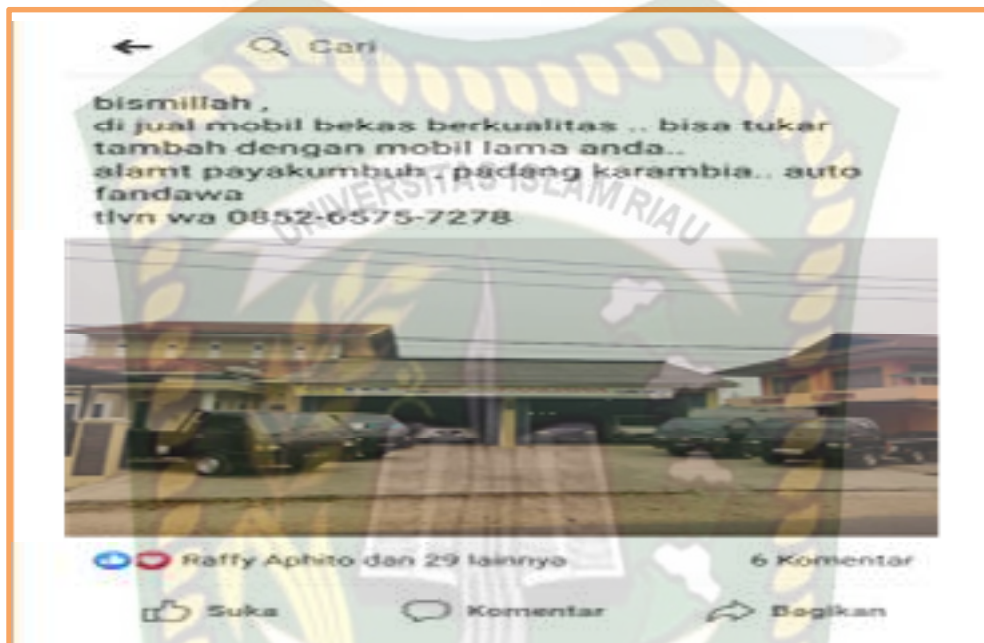 Cari
bismillah ,
di jual mobil bekas berkualitas .. bisa tukar
tambah dengan mobil lama anda..
alamt payakumbuh , padang karambia.. auto
fandawa
tlvn wa 0852-6575-7278
UNIVERSITAS ISLAM RIAU
Raffy Aphito dan 29 lainnya
6 Komentar
Suka
Komentar
Bagikan